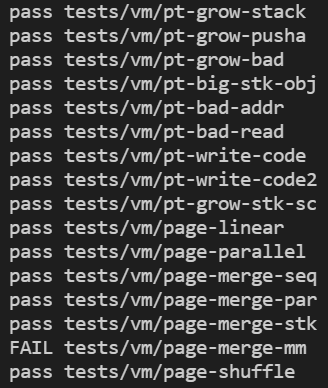 pass tests/vm/pt-grow-stack
pass tests/vm/pt-grow-pusha
pass tests/vm/pt-grow-bad
pass tests/vm/pt-big-stk-obj
pass tests/vm/pt-bad-addr
pass tests/vm/pt-bad-read
pass tests/vm/pt-write-code
pass tests/vm/pt-write-code2
pass tests/vm/pt-grow-stk-sc
pass tests/vm/page-linear
pass tests/vm/page-parallel
pass tests/vm/page-merge-seq
pass tests/vm/page-merge-par
pass tests/vm/page-merge-stk
FAIL tests/vm/page-merge-mm
pass tests/vm/page-shuffle